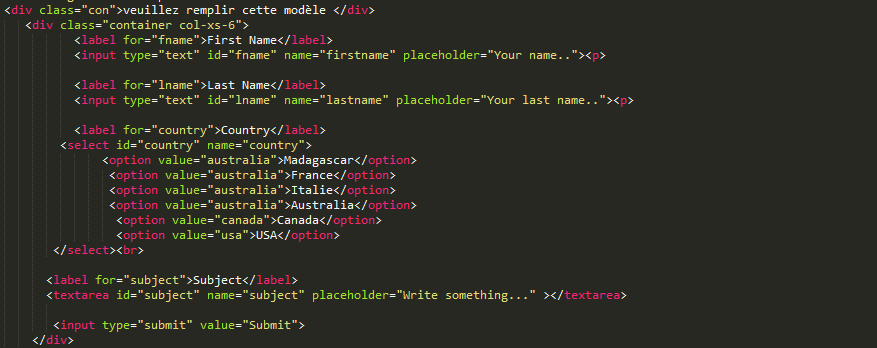 <div class="con">veuillez remplir cette modèle </div>
<div class="container col-xs-6">
<label for="fname">First Name</label>
<input type="text" id="fname" name="firstname" placeholder="Your name.."><p>
<label for="lname">Last Name</label>
<input type="text" id="lname" name="lastname" placeholder="Your last name.."><p>
<label for="country">Country</label>
<select id="country" name="country">
<option value="australia">Madagascar</option>
<option value="australia">France</option>
<option value="australia">Italie</option>
<option value="australia">Australia</option>
<option value="canada">Canada</option>
<option value="usa">USA</option>
</select><br>
<label for="subject">Subject</label>
<textarea id="subject" name="subject" placeholder="Write something..." ></textarea>
<input type="submit" value="Submit">
</div>